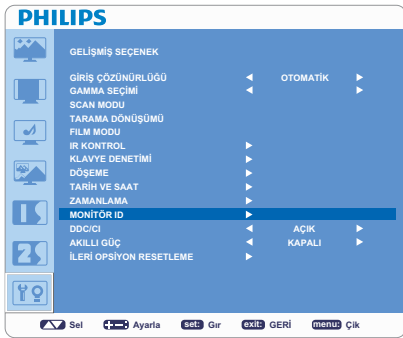 PHILIPS
GELİŞMİŞ SEÇENEK
GİRİŞ ÇÖZÜNÜRLÜĞÜ OTOMATİK
GAMMA SEÇİMİ
SCAN MODU
TARAMA DÖNÜŞÜMÜ
FILM MODU
IR KONTROL
KLAVYE DENETİMİ
DÖŞEME
TARİH VE SAAT
ZAMANLAMA
MONİTÖR ID
DDC/CI AÇIK
AKILLI GÜÇ KAPALI
İLERİ OPSİYON RESETLEME
Sel Ayarla set: Gır exit: GERİ menu: Çik